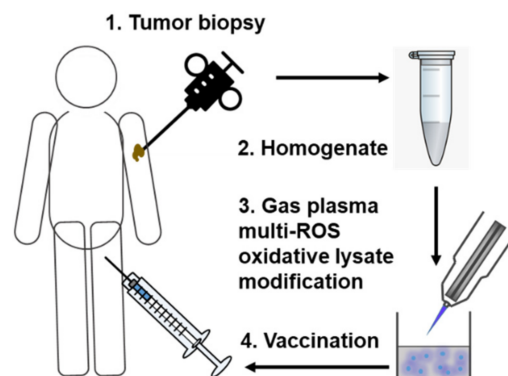 1. Tumor biopsy
2. Homogenate
3. Gas plasma
multi-ROS
oxidative lysate
modification
4. Vaccination